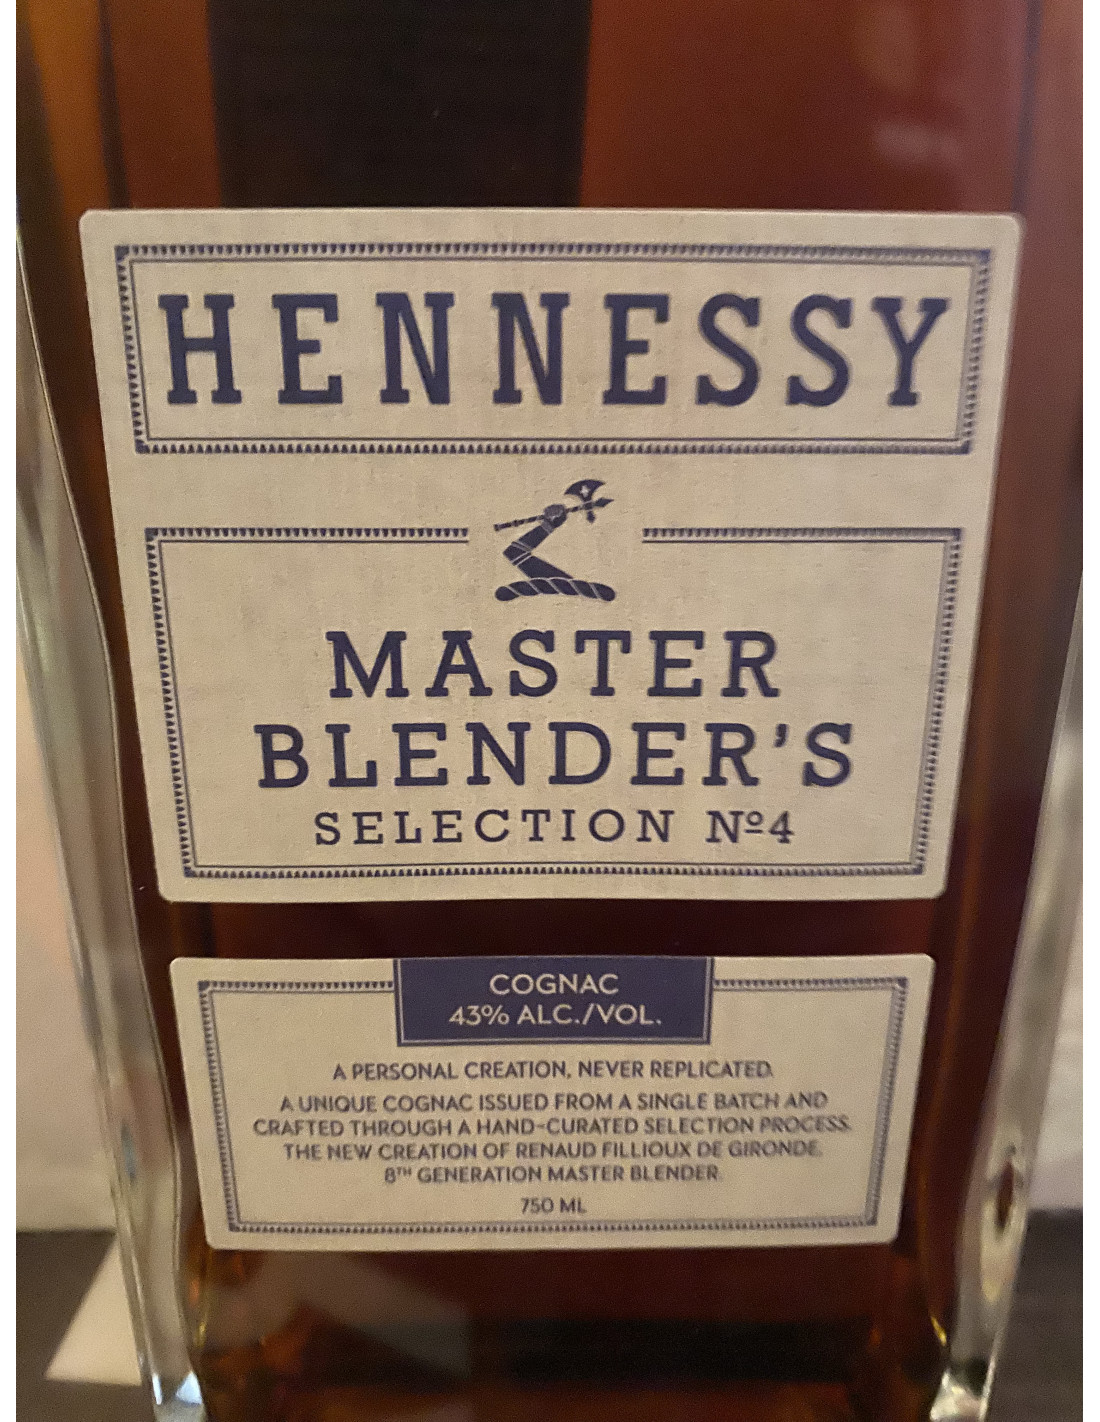 HENNESSY
MASTER
BLENDER'S
SELECTION Nº4
COGNAC
43% ALC./VOL.
A PERSONAL CREATION, NEVER REPLICATED.
A UNIQUE COGNAC ISSUED FROM A SINGLE BATCH AND
CRAFTED THROUGH A HAND-CURATED SELECTION PROCESS.
THE NEW CREATION OF RENAUD FILLIOUX DE GIRONDE,
8TH GENERATION MASTER BLENDER.
750 ML